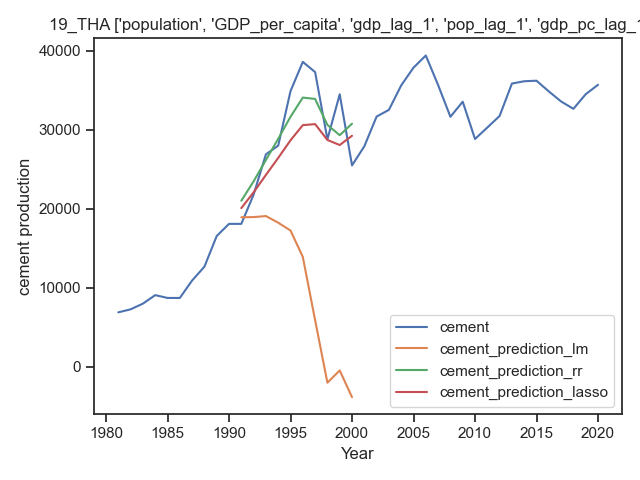 19_THA ['population', 'GDP_per_capita', 'gdp_lag_1', 'pop_lag_1', 'gdp_pc_lag_1
40000
30000
20000
10000
0
cement production
cement
cement_prediction_lm
cement_prediction_rr
cement_prediction_lasso
1980 1985 1990 1995 2000 2005 2010 2015 2020
Year